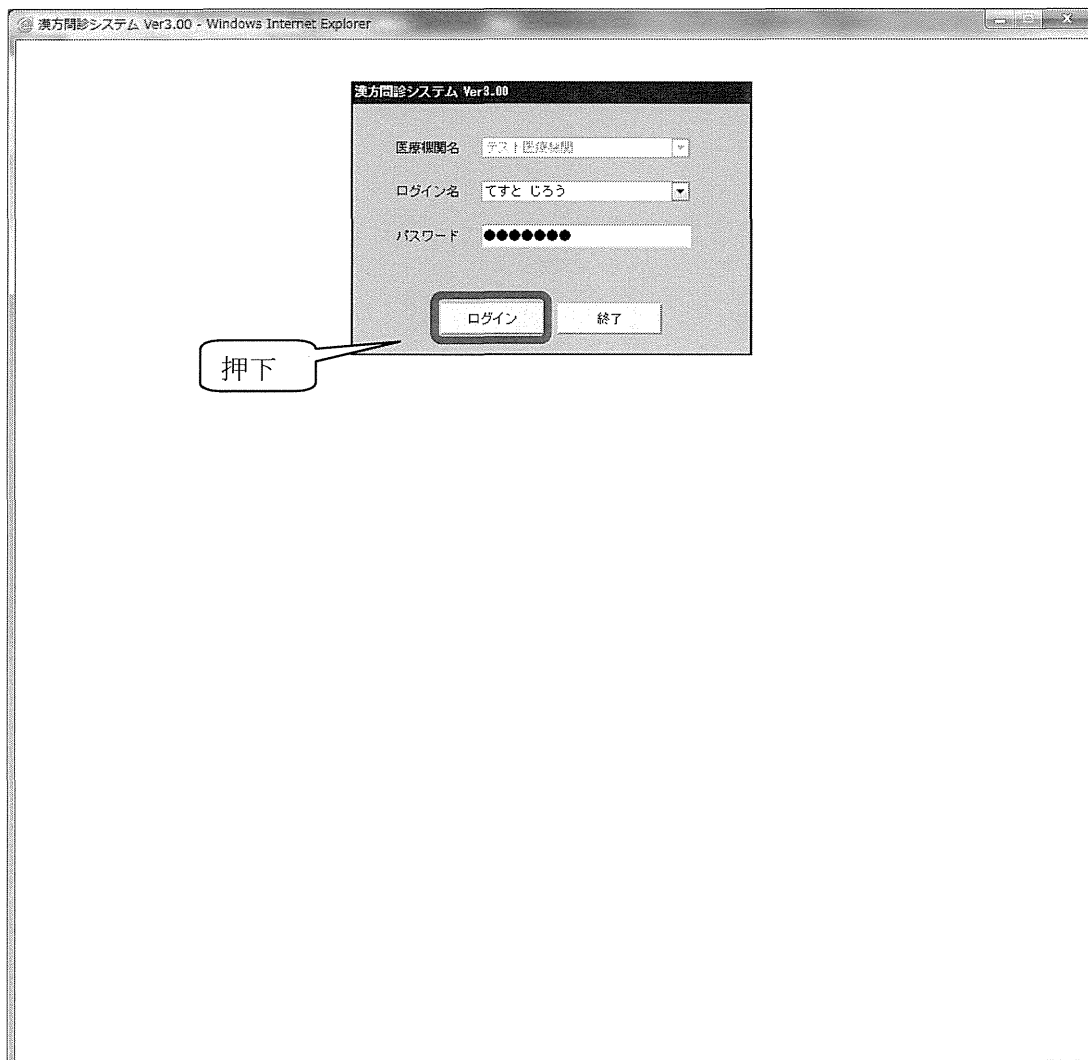 漢方問診システム Ver3.00 - Windows Internet Explorer
漢方問診システム Ver3.00
医療機関名 テスト医療機関
ログイン名 てすと じろう
パスワード ●●●●●●●
ログイン 終了
押下